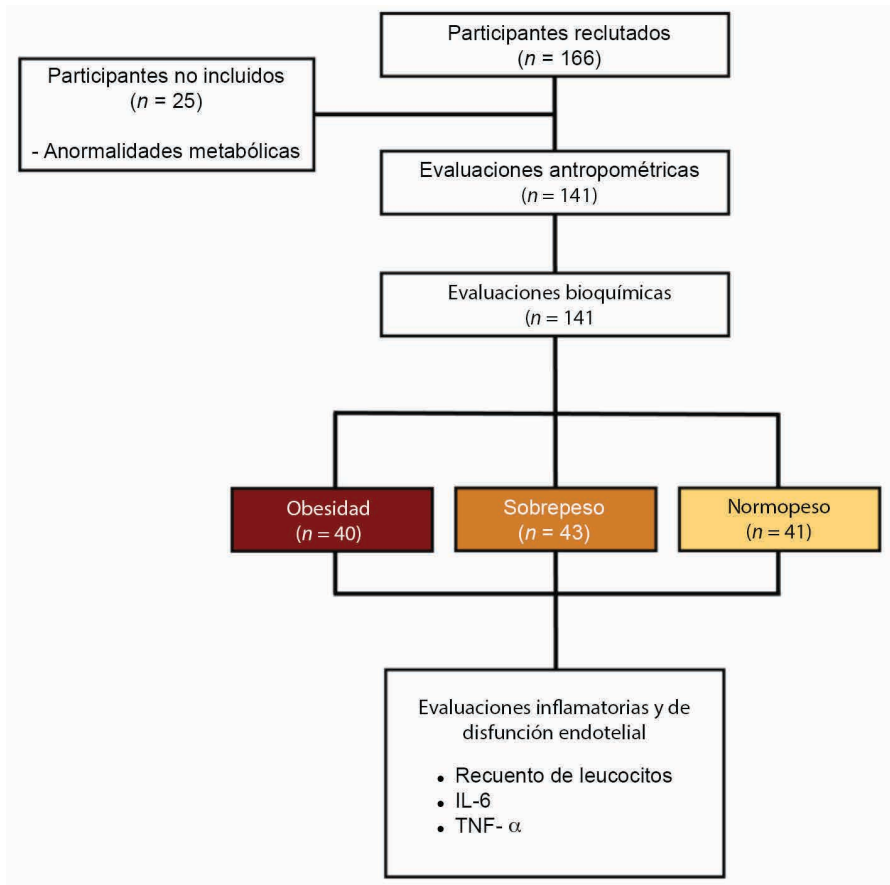 Participantes reclutados
(n = 166)
Participantes no incluidos
(n = 25)
- Anormalidades metabólicas
Evaluaciones antropométricas
(n = 141)
Evaluaciones bioquímicas
(n = 141
Obesidad
(n = 40)
Sobrepeso
(n = 43)
Normopeso
(n = 41)
Evaluaciones inflamatorias y de
disfunción endotelial
• Recuento de leucocitos
• IL-6
• TNF- α